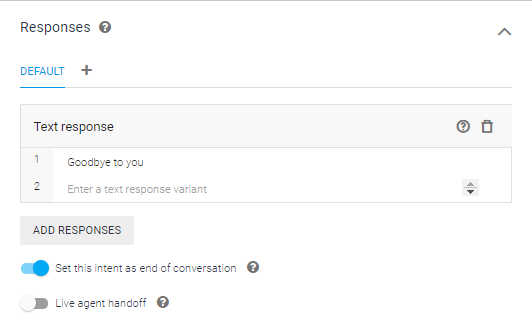 Responses
DEFAULT
Text response
1 Goodbye to you
2 Enter a text response variant
ADD RESPONSES
Set this intent as end of conversation
Live agent handoff